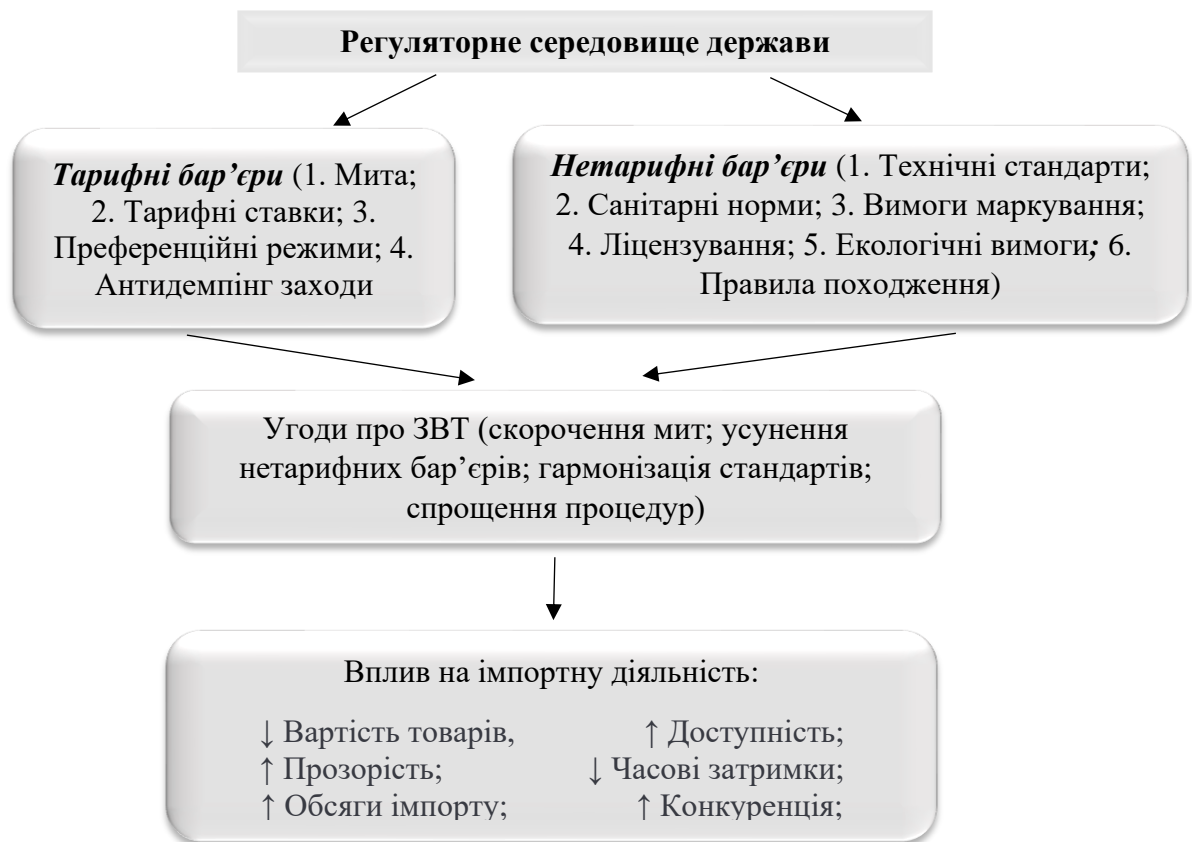 Регуляторне середовище держави
Тарифні бар’єри (1. Мита;
2. Тарифні ставки; 3.
Преференційні режими; 4.
Антидемпінг заходи
Нетарифні бар’єри (1. Технічні стандарти;
2. Санітарні норми; 3. Вимоги маркування;
4. Ліцензування; 5. Екологічні вимоги; 6.
Правила походження)
Угоди про ЗВТ (скорочення мит; усунення
нетарифних бар’єрів; гармонізація стандартів;
спрощення процедур)
Вплив на імпортну діяльність:
↓ Вартість товарів, ↑ Доступність;
↑ Прозорість; ↓ Часові затримки;
↑ Обсяги імпорту; ↑ Конкуренція;